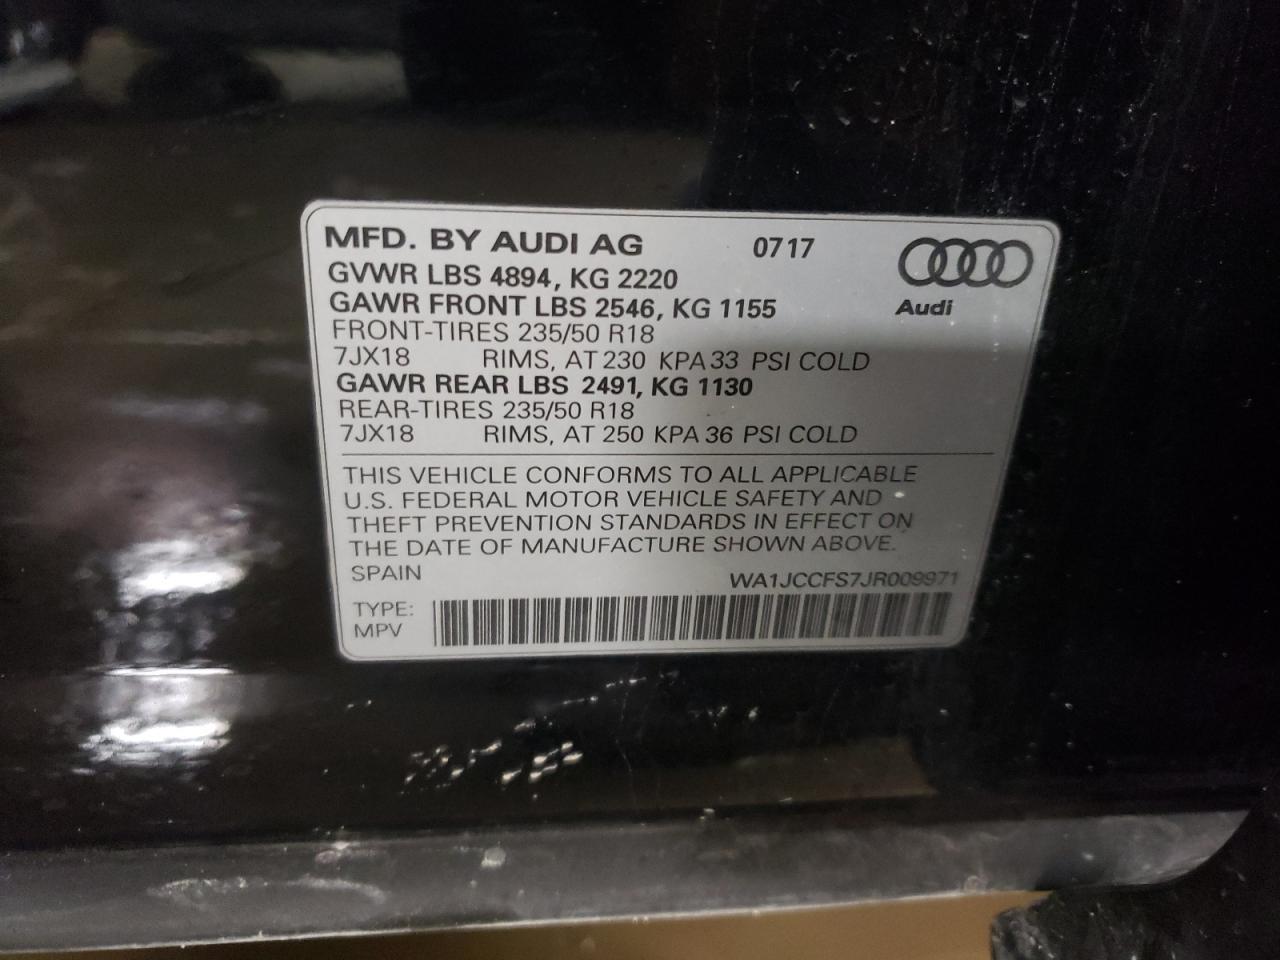 MFD. BY AUDI AG 0717
GVWR LBS 4894, KG 2220
GAWR FRONT LBS 2546, KG 1155
Audi
FRONT-TIRES 235/50 R18
7JX18 RIMS, AT 230 KPA 33 PSI COLD
GAWR REAR LBS 2491, KG 1130
REAR-TIRES 235/50 R18
7JX18 RIMS, AT 250 KPA 36 PSI COLD
THIS VEHICLE CONFORMS TO ALL APPLICABLE
U.S. FEDERAL MOTOR VEHICLE SAFETY AND
THEFT PREVENTION STANDARDS IN EFFECT ON
THE DATE OF MANUFACTURE SHOWN ABOVE.
SPAIN WA1JCCFS7JR009971
TYPE:
MPV